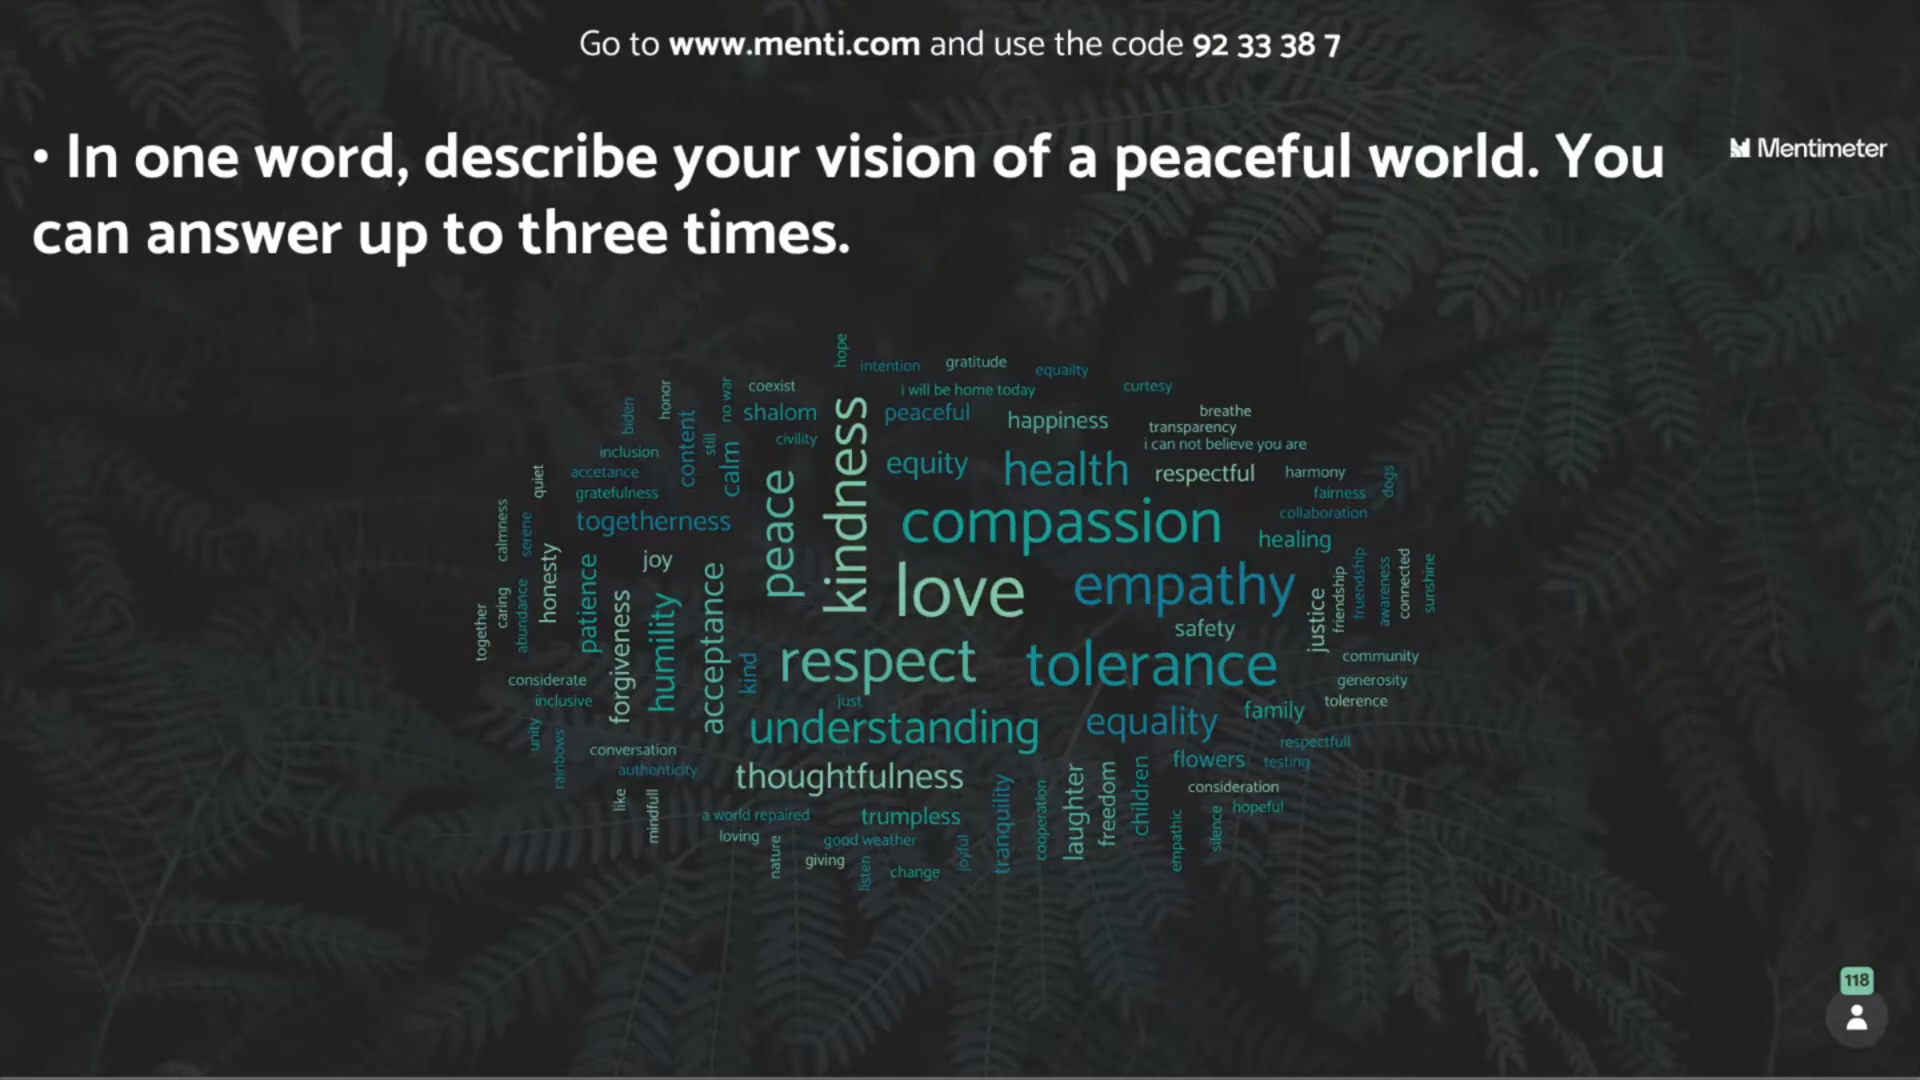 Go to www.menti.com and use the code 92 33 38 7
• In one word, describe your vision of a peaceful world. You
can answer up to three times.
Mentimeter
hope
intention
gratitude
equailty
coexist
i will be home today
curtesy
biden
honor
no war
shalom
peaceful
happiness
breathe
transparency
content
still
civility
i can not believe you are
inclusion
calm
kindness
equity
health
respectful
harmony
accetance
quiet
gratefulness
peace
fairness
dogs
togetherness
compassion
collaboration
calmness
serene
healing
honesty
joy
love
empathy
together
caring
abundance
patience
forgiveness
humility
acceptance
safety
justice
friendship
fruendship
awareness
connected
sunshine
kind
respect
tolerance
community
considerate
generosity
inclusive
just
tolerence
understanding
equality
family
unity
rainbows
conversation
respectfull
authenticity
thoughtfulness
flowers
testing
like
mindfull
consideration
a world repaired
trumpless
tranquility
cooperation
laughter
freedom
children
hopeful
loving
good weather
empathic
silence
nature
giving
listen
change
joyful
118